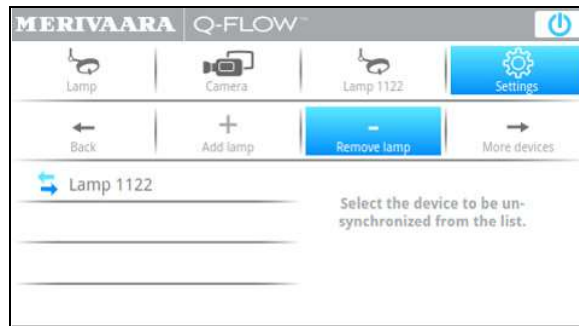 MERIVAARA Q-FLOW™
Lamp Camera Lamp 1122 Settings
Back Add lamp Remove lamp More devices
Lamp 1122
Select the device to be un-
synchronized from the list.